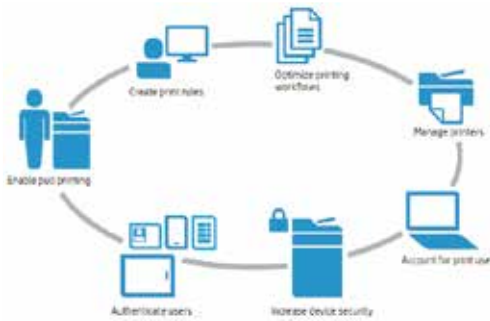 Create print rules
Optimize printing
workflows
Manage printers
Account for print use
Increase device security
Authenticate users
Enable pull printing